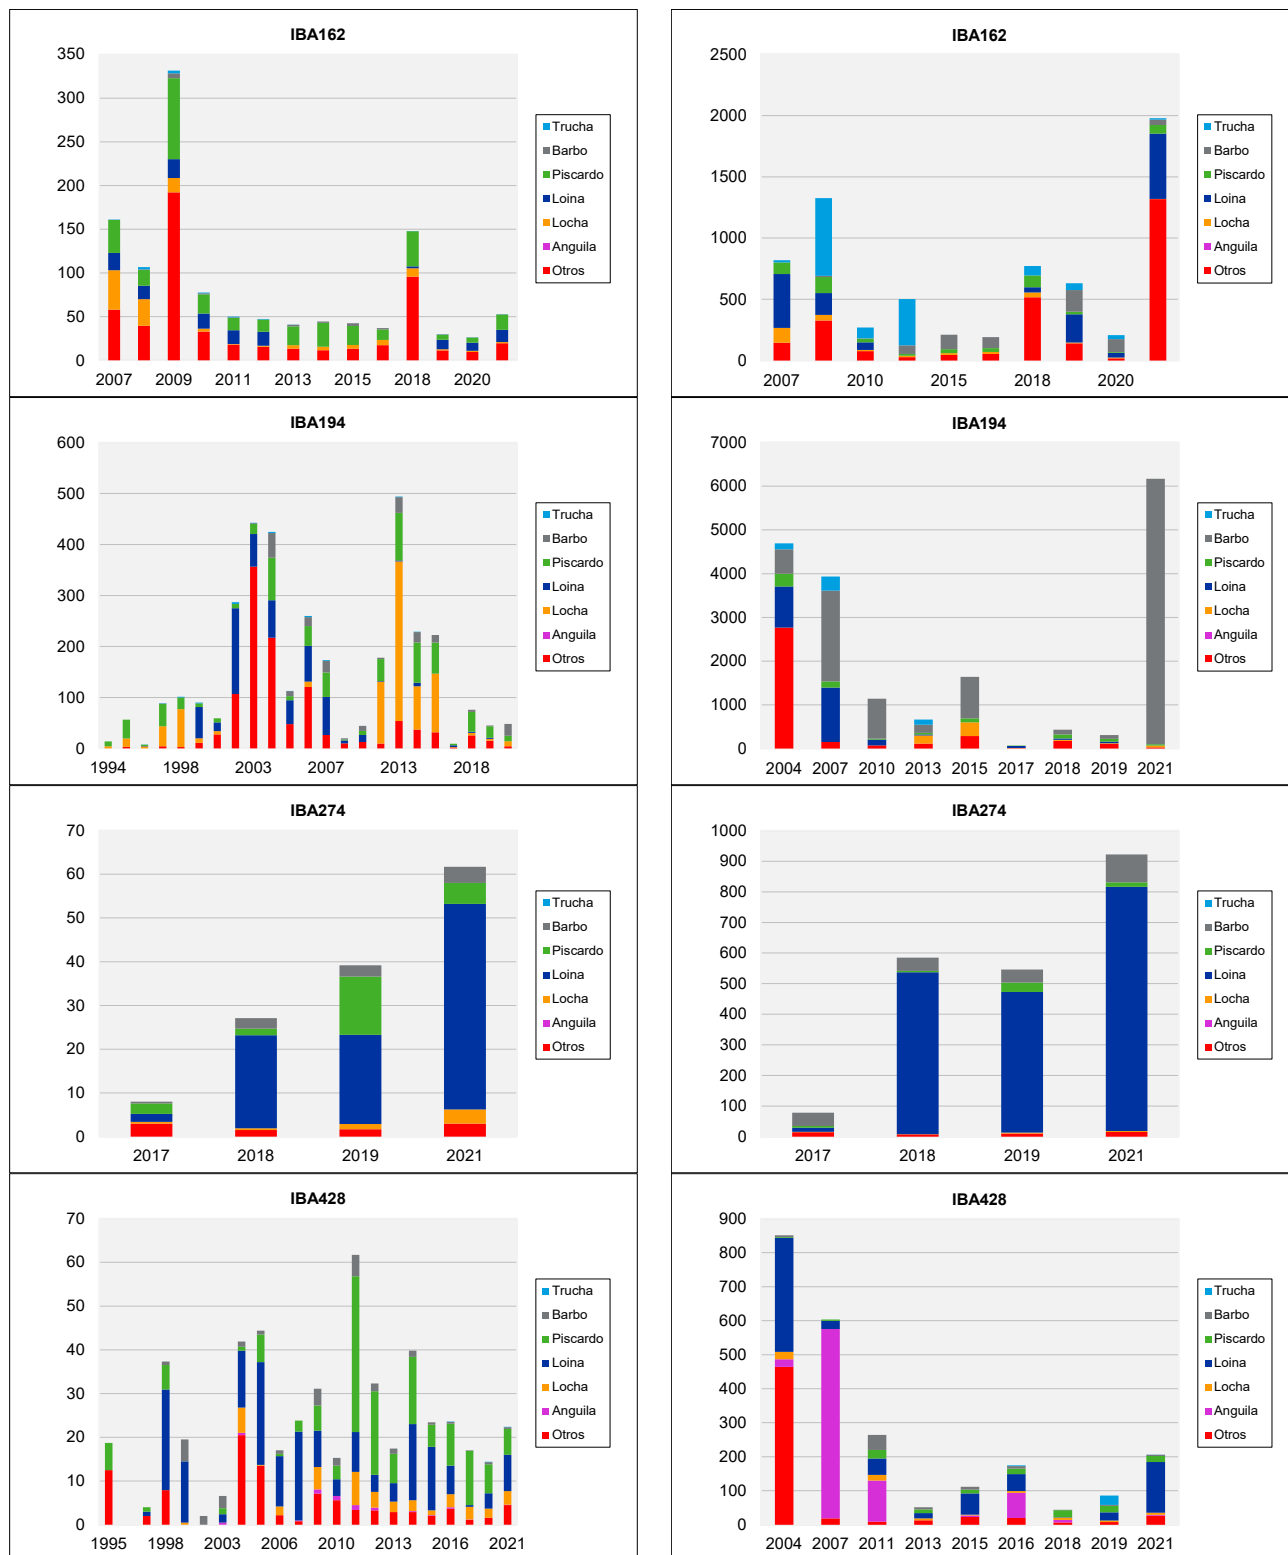 IBA162
350
300
250
200
150
100
50
0
2007 2009 2011 2013 2015 2018 2020
Trucha
Barbo
Piscardo
Loina
Locha
Anguila
Otros
IBA162
2500
2000
1500
1000
500
0
2007 2010 2015 2018 2020
Trucha
Barbo
Piscardo
Loina
Locha
Anguila
Otros
IBA194
600
500
400
300
200
100
0
1994 1998 2003 2007 2013 2018
Trucha
Barbo
Piscardo
Loina
Locha
Anguila
Otros
IBA194
7000
6000
5000
4000
3000
2000
1000
0
2004 2007 2010 2013 2015 2017 2018 2019 2021
Trucha
Barbo
Piscardo
Loina
Locha
Anguila
Otros
IBA274
70
60
50
40
30
20
10
0
2017 2018 2019 2021
Trucha
Barbo
Piscardo
Loina
Locha
Anguila
Otros
IBA274
1000
900
800
700
600
500
400
300
200
100
0
2017 2018 2019 2021
Trucha
Barbo
Piscardo
Loina
Locha
Anguila
Otros
IBA428
70
60
50
40
30
20
10
0
1995 1998 2003 2006 2010 2013 2016 2021
Trucha
Barbo
Piscardo
Loina
Locha
Anguila
Otros
IBA428
900
800
700
600
500
400
300
200
100
0
2004 2007 2011 2013 2015 2016 2018 2019 2021
Trucha
Barbo
Piscardo
Loina
Locha
Anguila
Otros